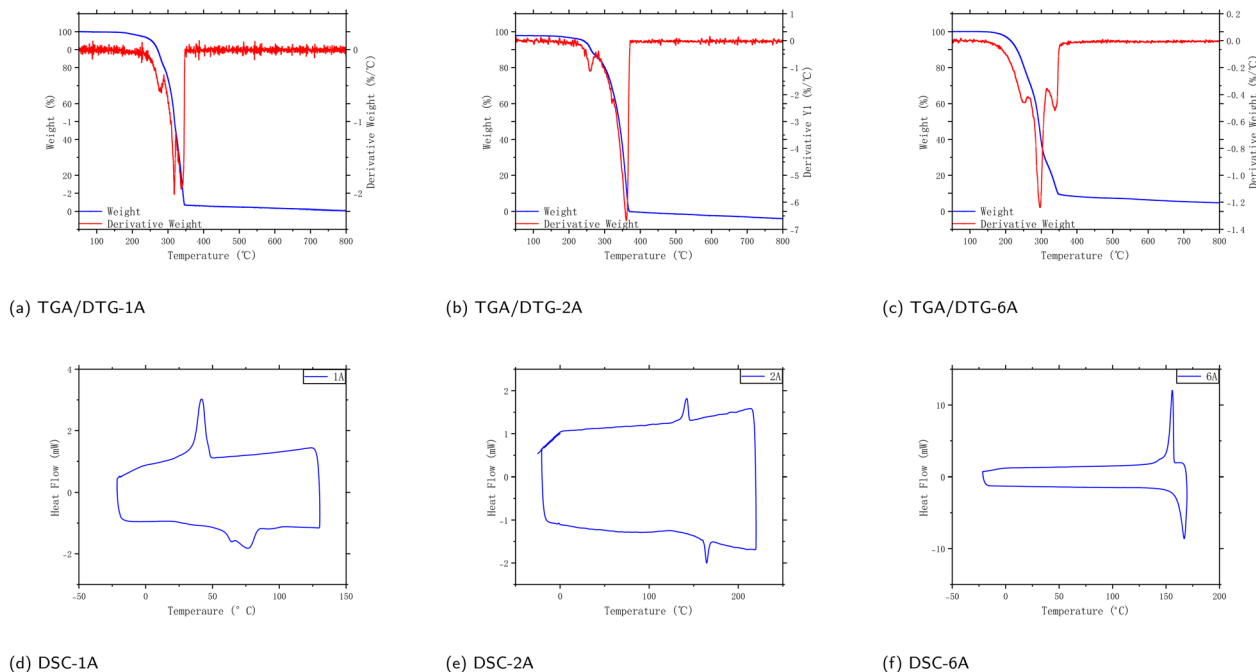 100
0
80
60
-1
40
20
-2
0
0
-1
-2
Weight (%)
Derivative Weight (%/℃)
Weight
Derivative Weight
100 200 300 400 500 600 700 800
Temperature (℃)
(a) TGA/DTG-1A
100
80
60
40
20
0
1
0
-1
-2
-3
-4
-5
-6
-7
Weight (%)
Derivative Y1 (%/℃)
Weight
Derivative Weight
100 200 300 400 500 600 700 800
Temperature (℃)
(b) TGA/DTG-2A
100
80
60
40
20
0
0.2
0.0
-0.2
-0.4
-0.6
-0.8
-1.0
-1.2
-1.4
Weight (%)
Derivative Weight (%/℃)
Weight
Derivative Weight
100 200 300 400 500 600 700 800
Temperature (℃)
(c) TGA/DTG-6A
4
2
0
-2
Heat Flow (mW)
1A
-50 0 50 100 150
Temperaure (° C)
(d) DSC-1A
2
1
0
-1
-2
Heat Flow (mW)
2A
0 100 200
Temperature (℃)
(e) DSC-2A
10
0
-10
Heat Flow (mW)
6A
-50 0 50 100 150 200
Temperature (°C)
(f) DSC-6A